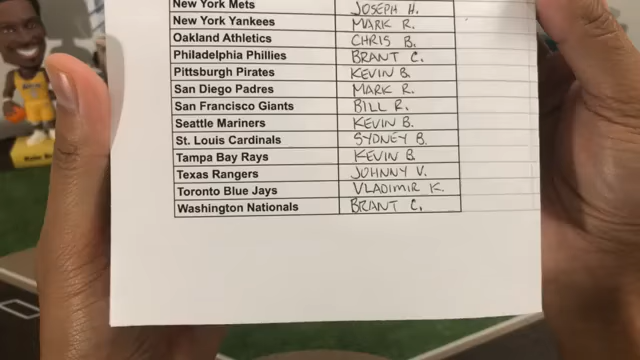 New York Mets JOSEPH H.
New York Yankees MARK R.
Oakland Athletics CHRIS B.
Philadelphia Phillies BRANT C.
Pittsburgh Pirates KEVIN B.
San Diego Padres MARK R.
San Francisco Giants BILL R.
Seattle Mariners KEVIN B.
St. Louis Cardinals SYDNEY B.
Tampa Bay Rays KEVIN B
Texas Rangers JOHNNY V.
Toronto Blue Jays VLADIMIR K.
Washington Nationals BRANT C.